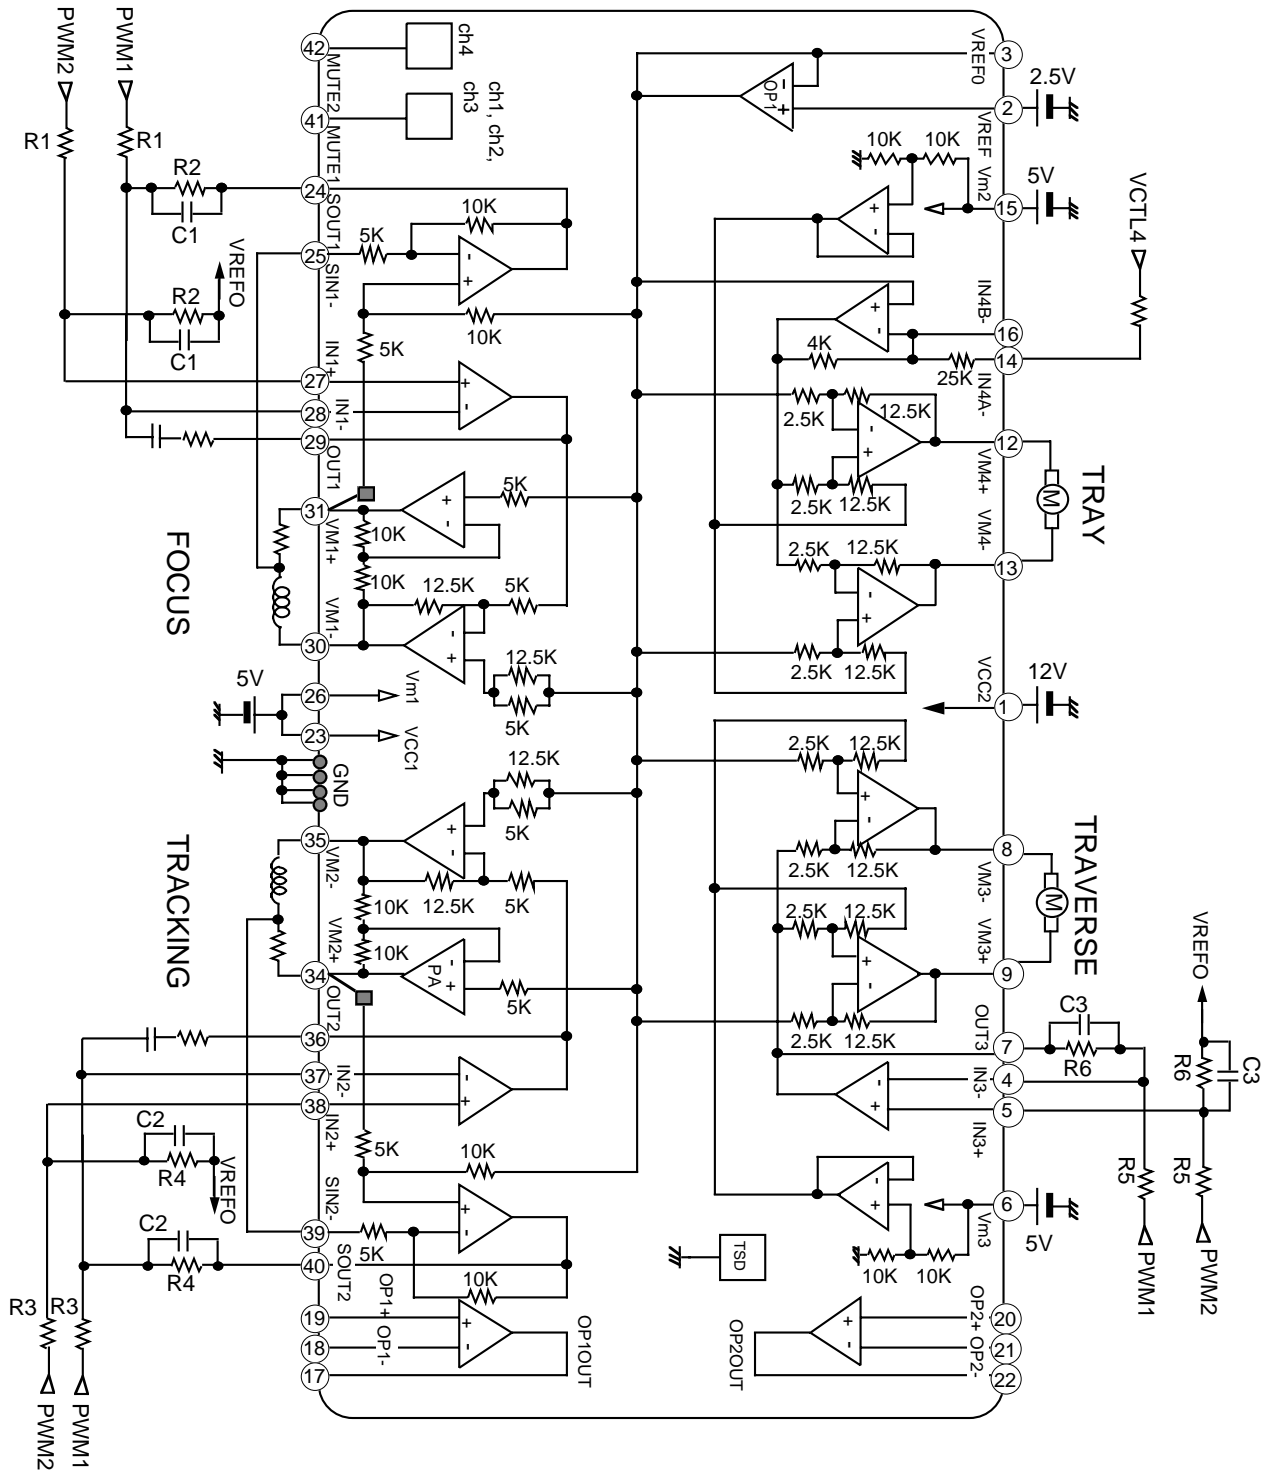 PWM2
PWM1
R1
R1
42
MUTE2
ch4
41
MUTE1
ch1, ch2,
ch3
R2
C1
24
SOUT1
10K
5K
25
SIN1-
-
+
10K
VREFO
R2
C1
5K
IN1+
27
28
IN1-
29
OUT1
+
-
5K
31
VM1+
+
-
10K
10K
12.5K
5K
FOCUS
VM1-
30
-
+
12.5K
5K
5V
26
Vm1
23
VCC1
GND
12.5K
5K
TRACKING
35
VM2-
+
-
12.5K
5K
10K
10K
VM2+
34
PA
-
+
5K
OUT2
36
37
IN2-
38
IN2+
-
+
C2
R4
VREFO
5K
10K
SIN2-
39
5K
+
-
C2
R4
40
SOUT2
10K
R3
R3
19
OP1+
18
OP1-
17
+
-
OP1OUT
PWM2
PWM1
3
VREF0
OP1
-
+
2
VREF
2.5V
10K
10K
Vm2
15
5V
+
-
VCTL4
IN4B-
16
14
IN4A-
+
-
4K
25K
2.5K
12.5K
-
+
12
VM4+
2.5K
12.5K
TRAY
M
VM4-
13
2.5K
12.5K
-
+
2.5K
12.5K
VCC2
1
12V
2.5K
12.5K
+
-
8
VM3-
2.5K
12.5K
TRAVERSE
M
2.5K
12.5K
VM3+
9
+
-
2.5K
12.5K
OUT3
7
C3
R6
VREFO
R6
C3
4
IN3-
5
IN3+
-
+
R5
R5
-
+
6
Vm3
5V
10K
10K
PWM1
PWM2
TSD
20
OP2+
21
OP2-
22
+
-
OP2OUT